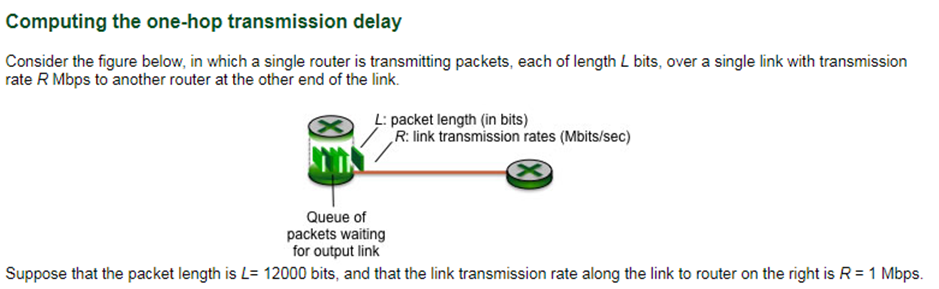 Computing the one-hop transmission delay
Consider the figure below, in which a single router is transmitting packets, each of length L bits, over a single link with transmission
rate R Mbps to another router at the other end of the link.
L: packet length (in bits)
R: link transmission rates (Mbits/sec)
Queue of
packets waiting
for output link
Suppose that the packet length is L= 12000 bits, and that the link transmission rate along the link to router on the right is R = 1 Mbps.